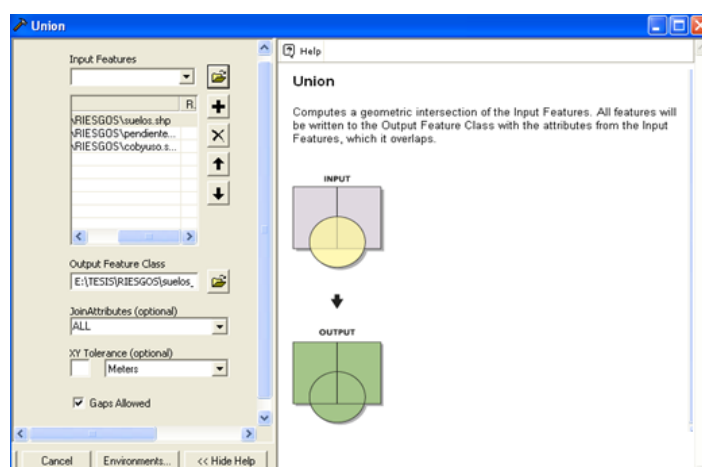 Union
Input Features
R.
\RIESGOS\suelos.shp
\RIESGOS\pendiente...
\RIESGOS\cobyuso.s...
Output Feature Class
E:\TESIS\RIESGOS\suelos_
JoinAttributes (optional)
ALL
XY Tolerance (optional)
Meters
Gaps Allowed
Cancel
Environments...
<< Hide Help
Help
Union
Computes a geometric intersection of the Input Features. All features will
be written to the Output Feature Class with the attributes from the Input
Features, which it overlaps.
INPUT
OUTPUT